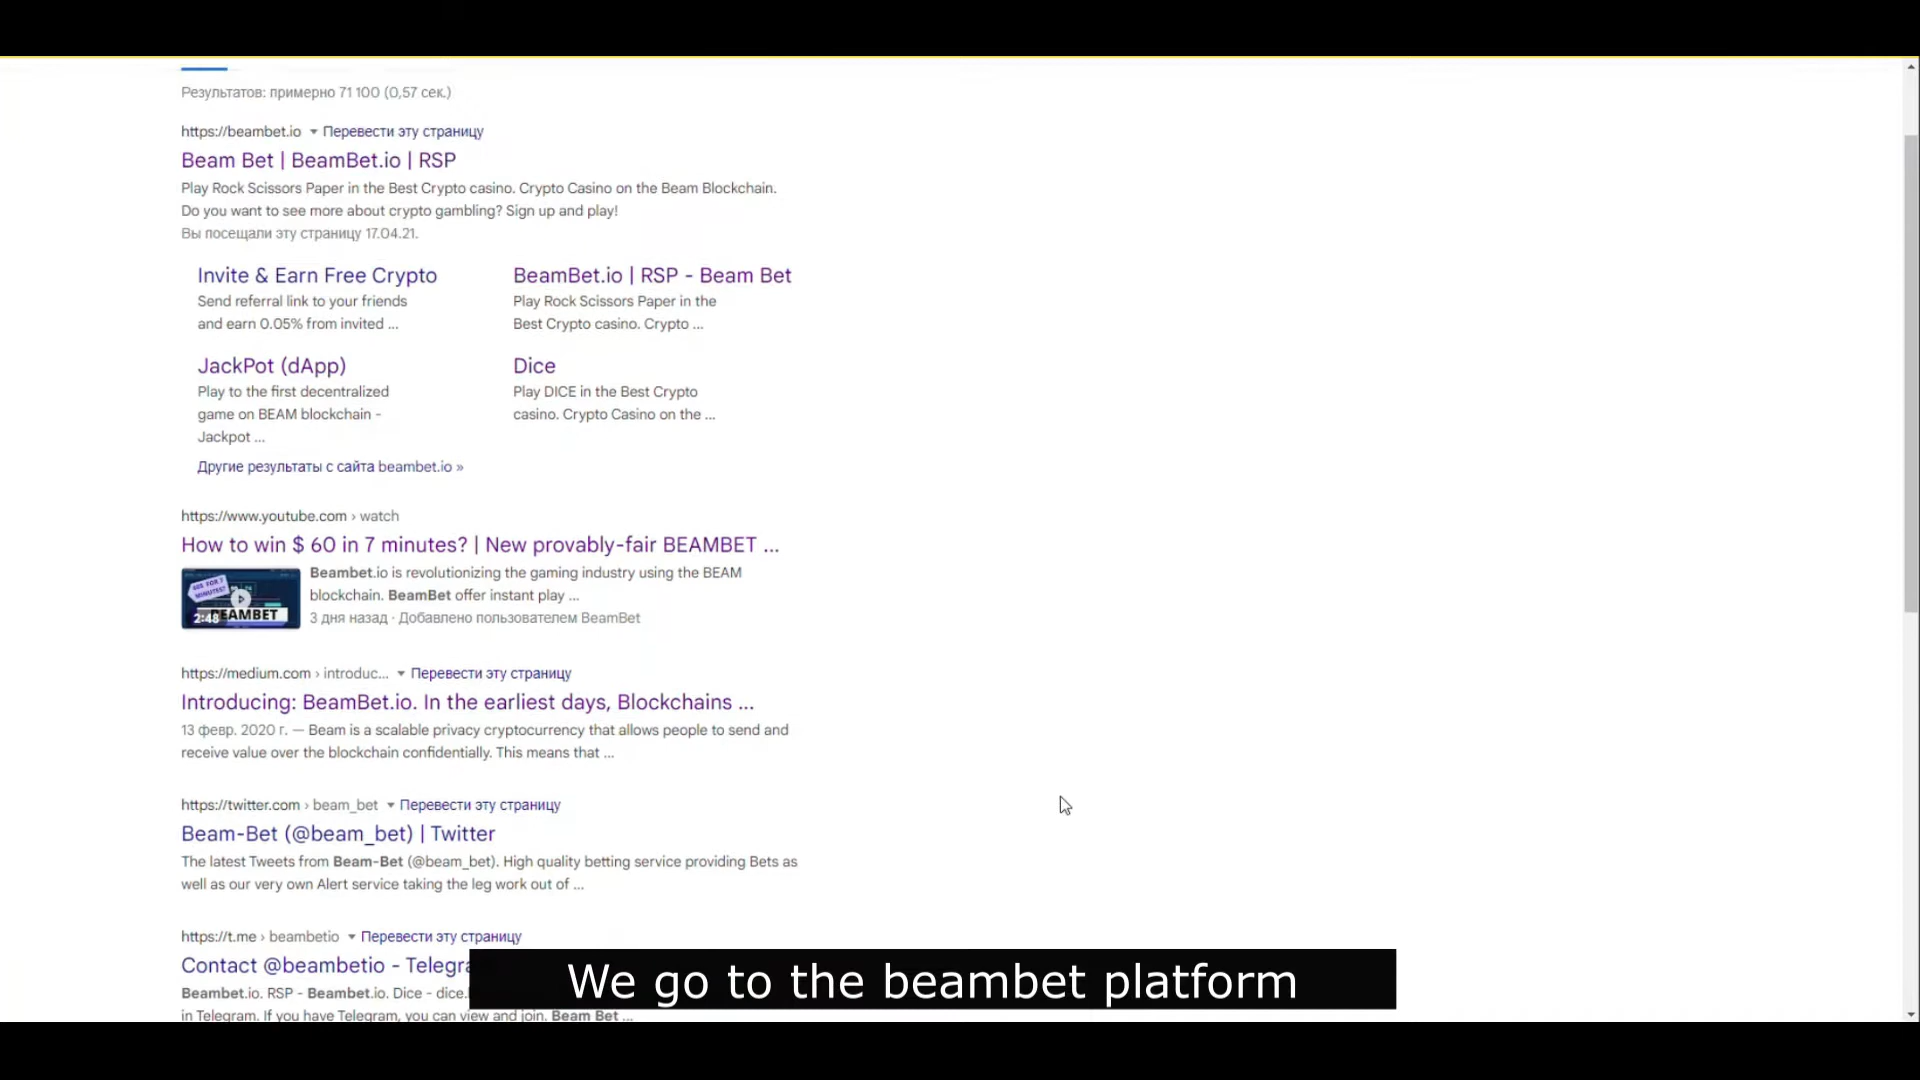 Результатов: примерно 71 100 (0,57 сек.)
https://beambet.io ▼ Перевести эту страницу
Beam Bet | BeamBet.io | RSP
Play Rock Scissors Paper in the Best Crypto casino. Crypto Casino on the Beam Blockchain.
Do you want to see more about crypto gambling? Sign up and play!
Вы посещали эту страницу 17.04.21.
Invite & Earn Free Crypto
Send referral link to your friends
and earn 0.05% from invited ...
BeamBet.io | RSP - Beam Bet
Play Rock Scissors Paper in the
Best Crypto casino. Crypto ...
JackPot (dApp)
Play to the first decentralized
game on BEAM blockchain -
Jackpot ...
Dice
Play DICE in the Best Crypto
casino. Crypto Casino on the ...
Другие результаты с сайта beambet.io »
https://www.youtube.com › watch
How to win $ 60 in 7 minutes? | New provably-fair BEAMBET ...
2:48
BEAMBET
Beambet.io is revolutionizing the gaming industry using the BEAM
blockchain. BeamBet offer instant play ...
3 дня назад · Добавлено пользователем BeamBet
https://medium.com › introduc... ▼ Перевести эту страницу
Introducing: BeamBet.io. In the earliest days, Blockchains ...
13 февр. 2020 г. — Beam is a scalable privacy cryptocurrency that allows people to send and
receive value over the blockchain confidentially. This means that ...
https://twitter.com › beam_bet ▼ Перевести эту страницу
Beam-Bet (@beam_bet) | Twitter
The latest Tweets from Beam-Bet (@beam_bet). High quality betting service providing Bets as
well as our very own Alert service taking the leg work out of ...
https://t.me › beambetio ▼ Перевести эту страницу
Contact @beambetio - Telegra
Beambet.io. RSP - Beambet.io. Dice - dice.
in Telegram. If you have Telegram, you can view and join. Beam Bet ...
We go to the beambet platform